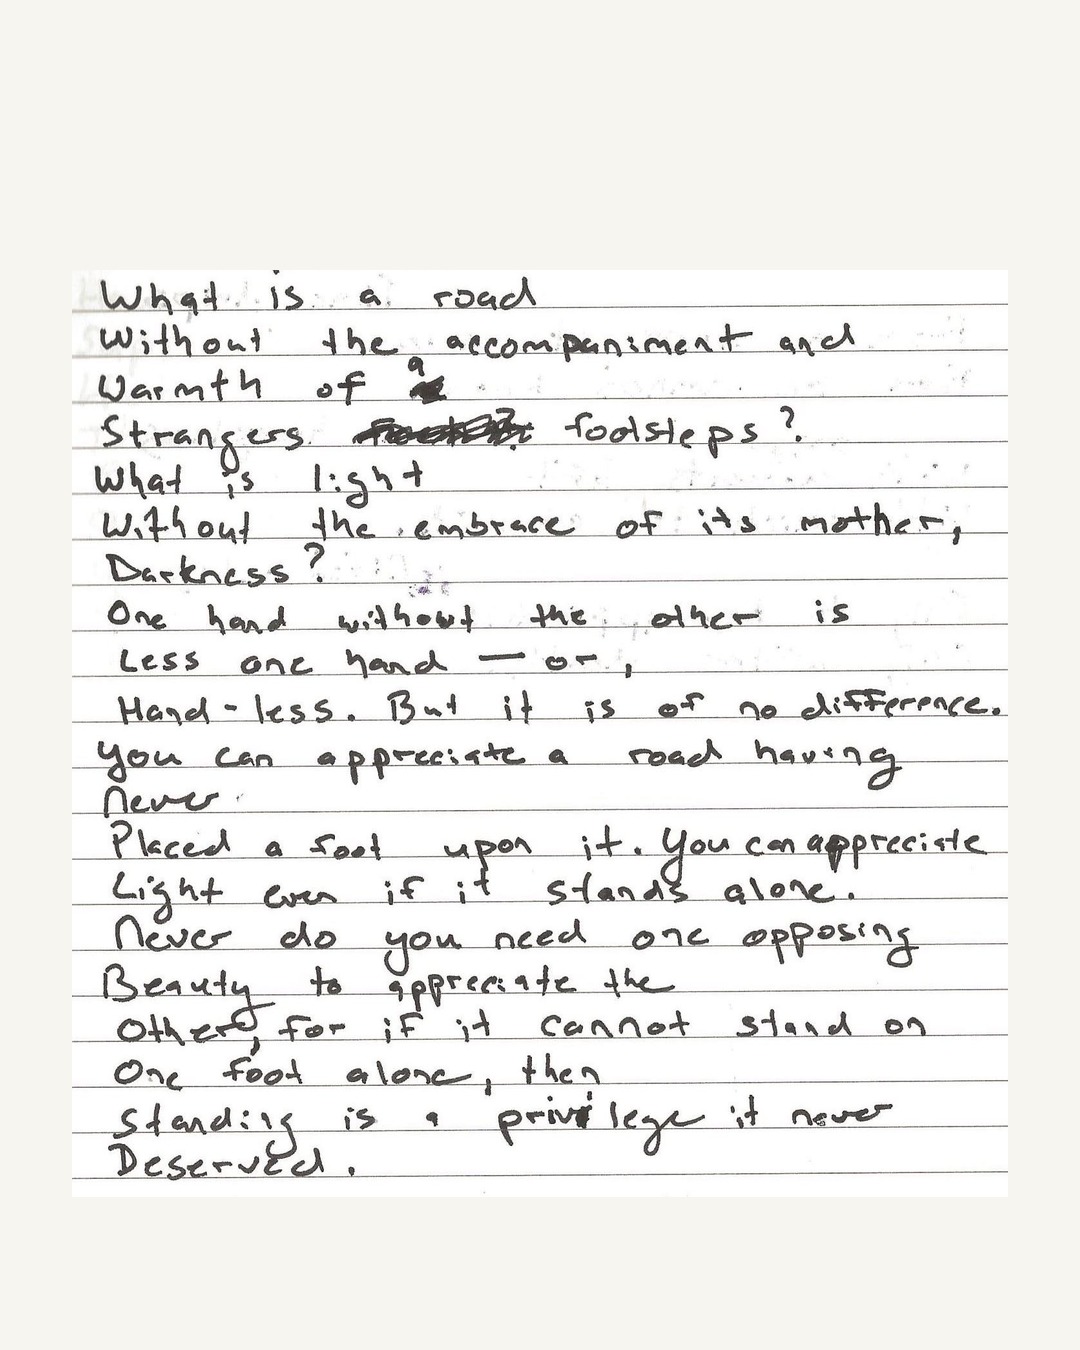 What is a road
Without the accompaniment and
Warmth of a
Strangers footsteps?
What is light
Without the embrace of its mother,
Darkness?
One hand without the other is
Less one hand — or,
Hand-less. But it is of no difference.
You can appreciate a road having
Never
Placed a foot upon it. You can appreciate
Light even if it stands alone.
Never do you need one opposing
Beauty to appreciate the
Other, for if it cannot stand on
One foot alone, then
Standing is a privilege it never
Deserved.